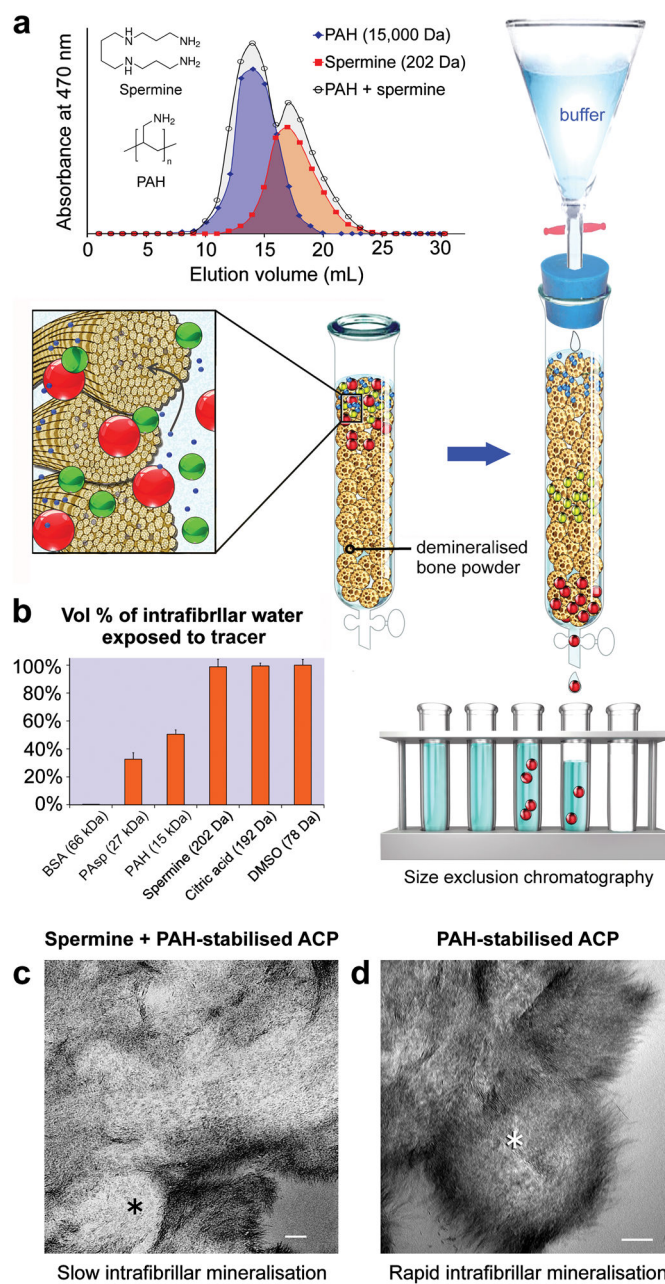 a
Absorbance at 470 nm
H
N
NH2
N
H
NH2
Spermine
NH2
n
PAH
PAH (15,000 Da)
Spermine (202 Da)
PAH + spermine
0 5 10 15 20 25 30
Elution volume (mL)
buffer
demineralised
bone powder
b
Vol % of intrafibrllar water
exposed to tracer
100%
80%
60%
40%
20%
0%
BSA (66 kDa)
PAsp (27 kDa)
PAH (15 kDa)
Spermine (202 Da)
Citric acid (192 Da)
DMSO (78 Da)
Size exclusion chromatography
Spermine + PAH-stabilised ACP
PAH-stabilised ACP
c
*
d
*
Slow intrafibrillar mineralisation
Rapid intrafibrillar mineralisation